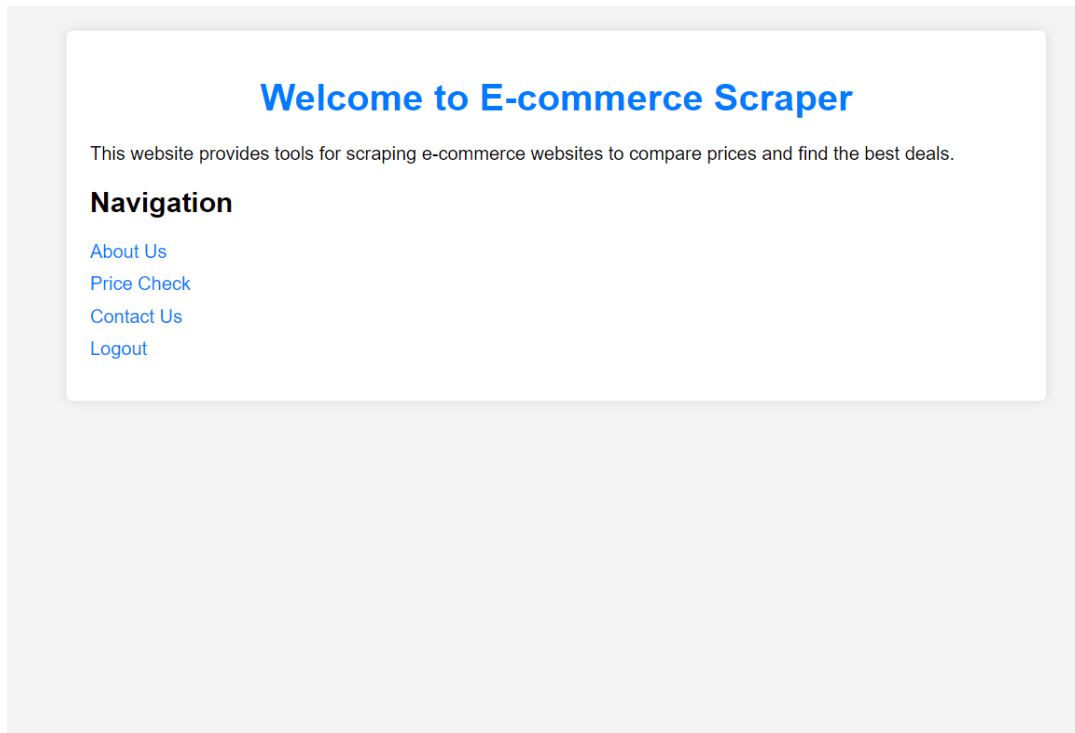 Welcome to E-commerce Scraper
This website provides tools for scraping e-commerce websites to compare prices and find the best deals.
Navigation
About Us
Price Check
Contact Us
Logout